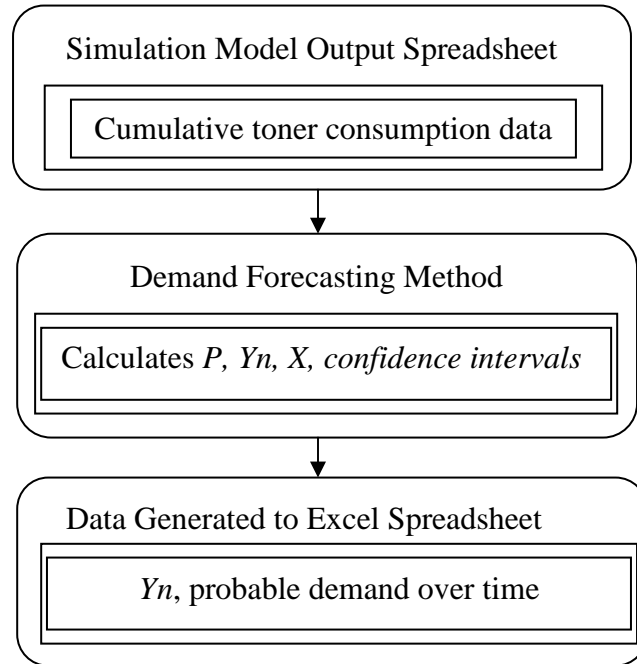 Simulation Model Output Spreadsheet
Cumulative toner consumption data
Demand Forecasting Method
Calculates P, Yn, X, confidence intervals
Data Generated to Excel Spreadsheet
Yn, probable demand over time